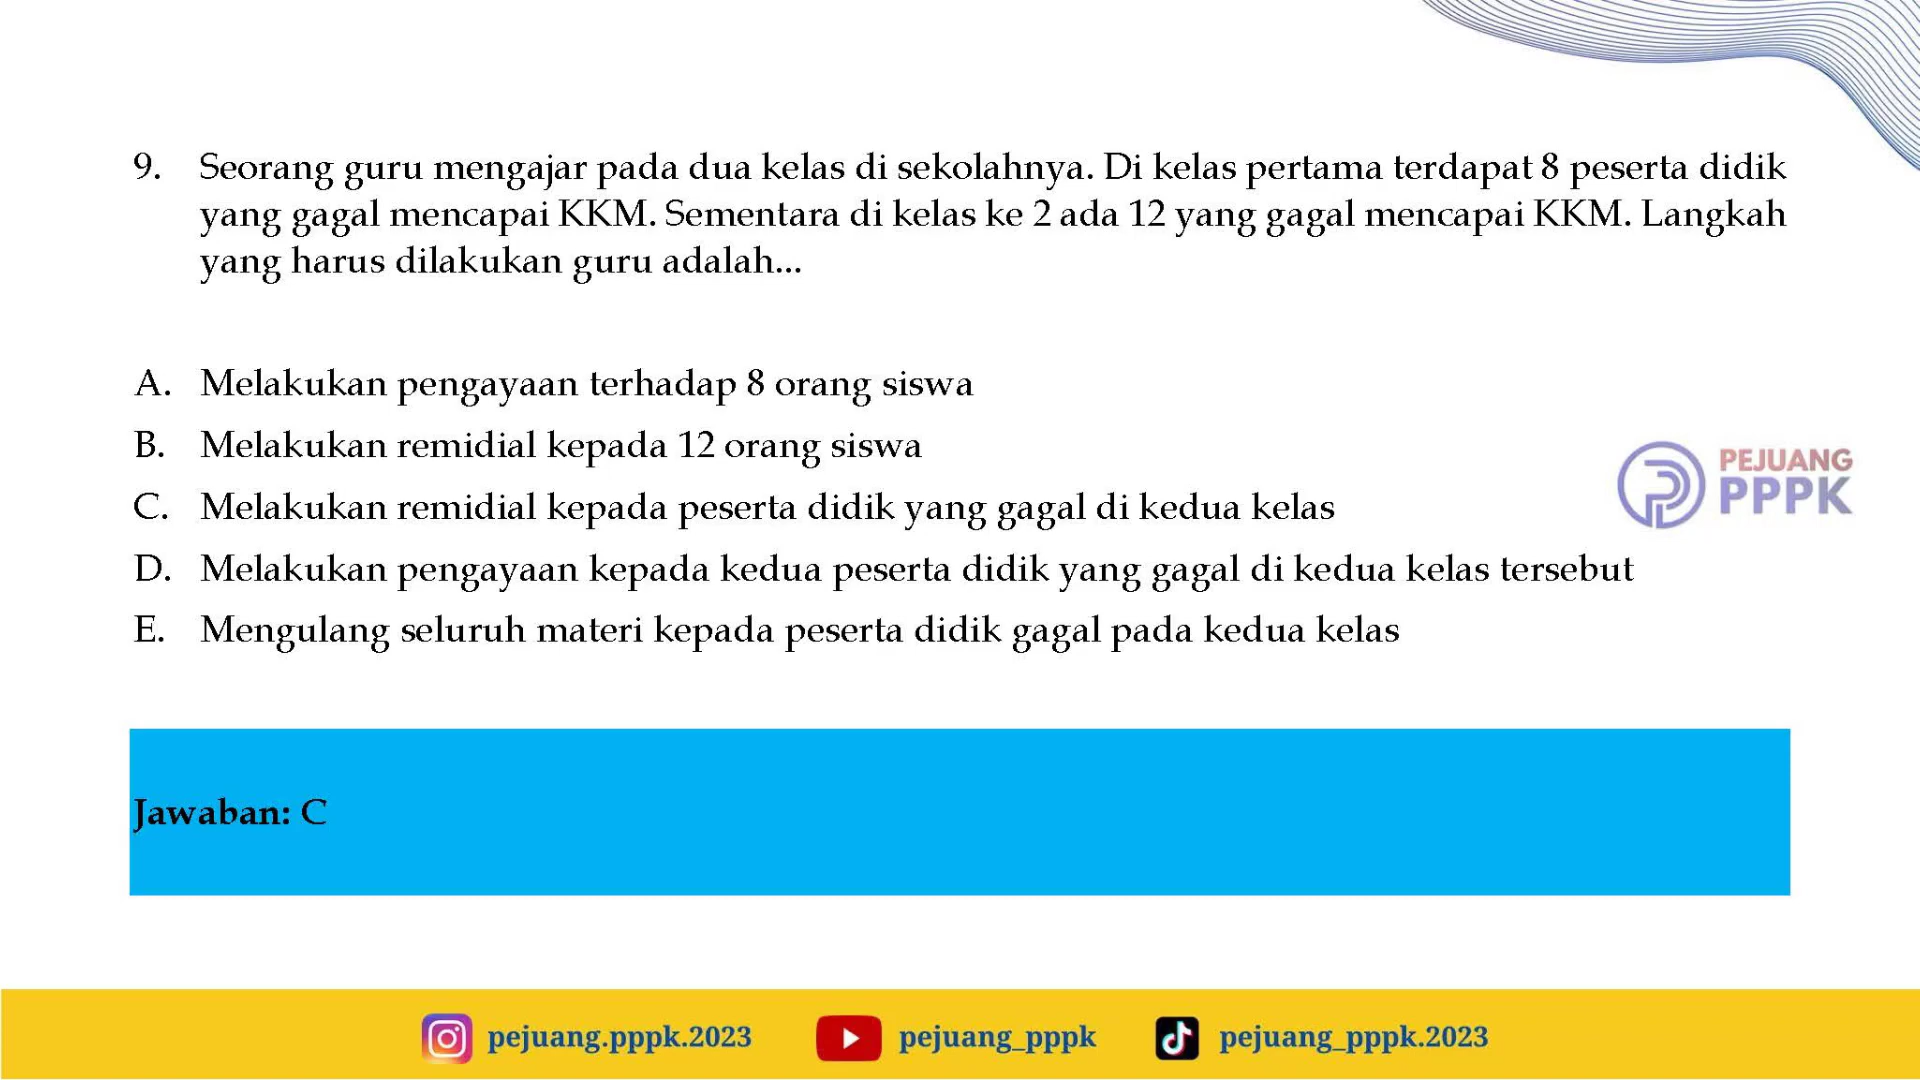 9. Seorang guru mengajar pada dua kelas di sekolahnya. Di kelas pertama terdapat 8 peserta didik
yang gagal mencapai KKM. Sementara di kelas ke 2 ada 12 yang gagal mencapai KKM. Langkah
yang harus dilakukan guru adalah...
A. Melakukan pengayaan terhadap 8 orang siswa
B. Melakukan remidial kepada 12 orang siswa
C. Melakukan remidial kepada peserta didik yang gagal di kedua kelas
D. Melakukan pengayaan kepada kedua peserta didik yang gagal di kedua kelas tersebut
E. Mengulang seluruh materi kepada peserta didik gagal pada kedua kelas
PEJUANG
PPPK
Jawaban: C
pejuang.pppk.2023 pejuang_pppk pejuang_pppk.2023